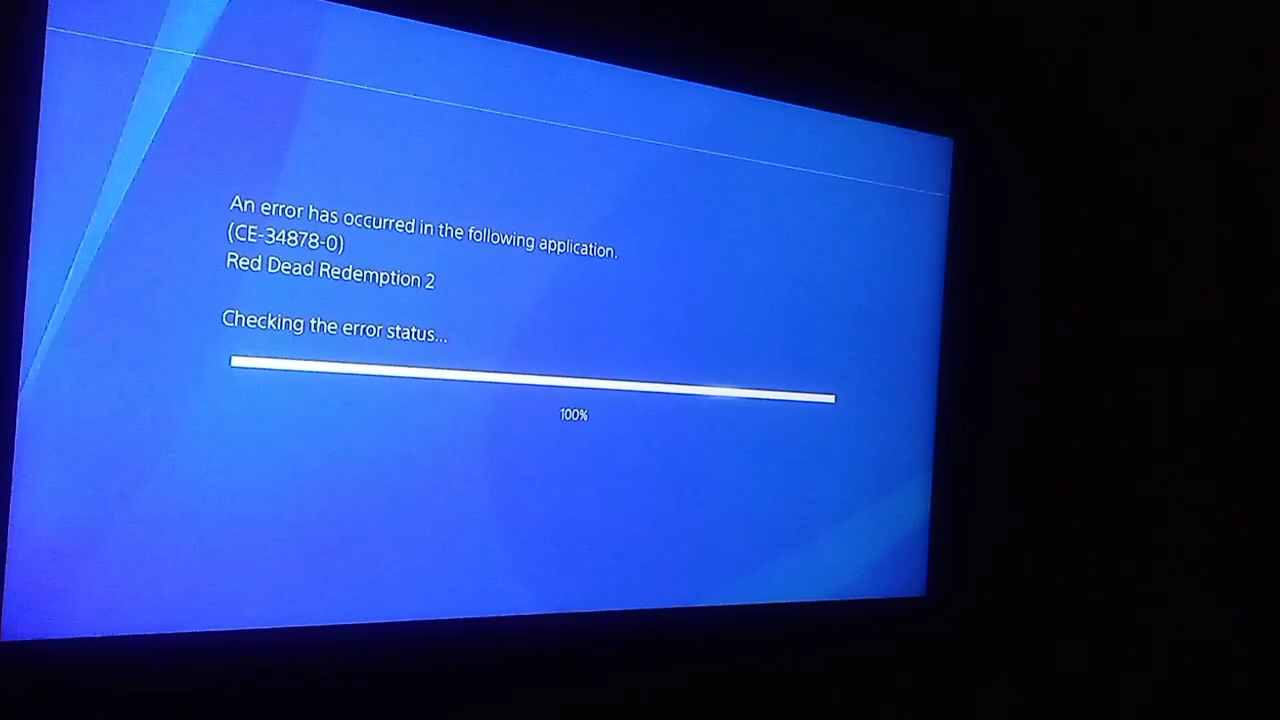 An error has occurred in the following application.
(CE-34878-0)
Red Dead Redemption 2
Checking the error status...
100%